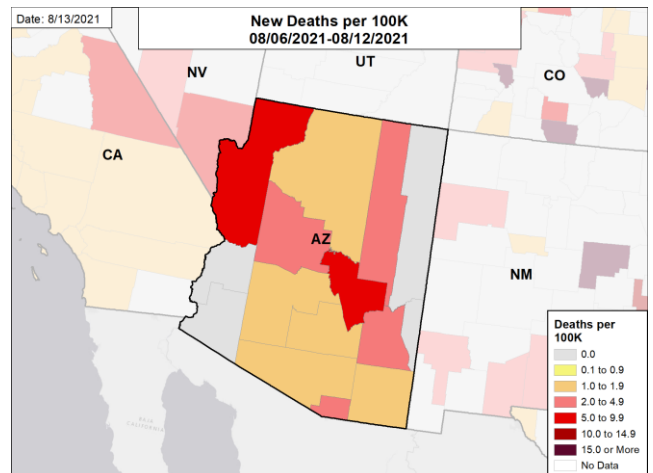 Date: 8/13/2021
New Deaths per 100K
08/06/2021-08/12/2021
UT
NV
CO
CA
AZ
NM
BAJA
CALIFORNIA
Deaths per
100K
0.0
0.1 to 0.9
1.0 to 1.9
2.0 to 4.9
5.0 to 9.9
10.0 to 14.9
15.0 or More
No Data